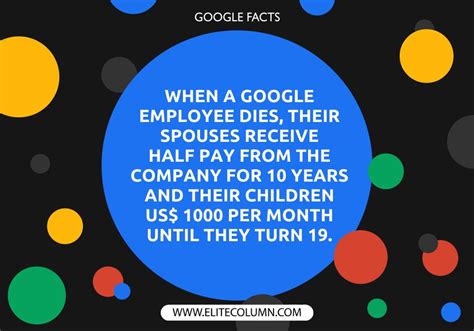 GOOGLE FACTS
WHEN A GOOGLE
EMPLOYEE DIES, THEIR
SPOUSES RECEIVE
HALF PAY FROM THE
COMPANY FOR 10 YEARS
AND THEIR CHILDREN
US$ 1000 PER MONTH
UNTIL THEY TURN 19.
WWW.ELITECOLUMN.COM